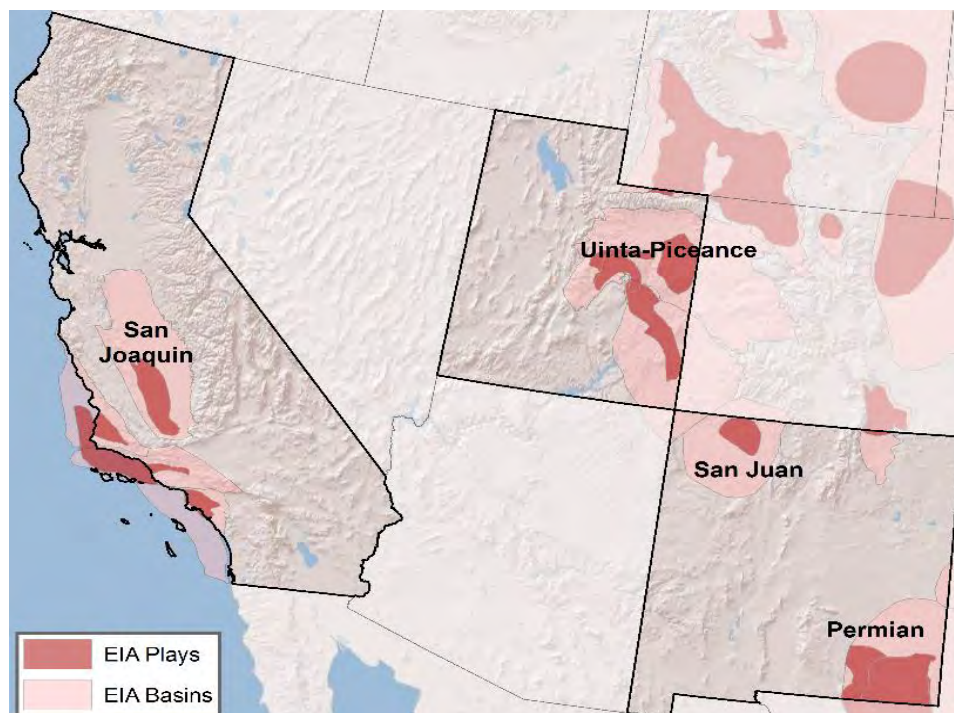 Uinta-Piceance
San
Joaquin
San Juan
Permian
EIA Plays
EIA Basins